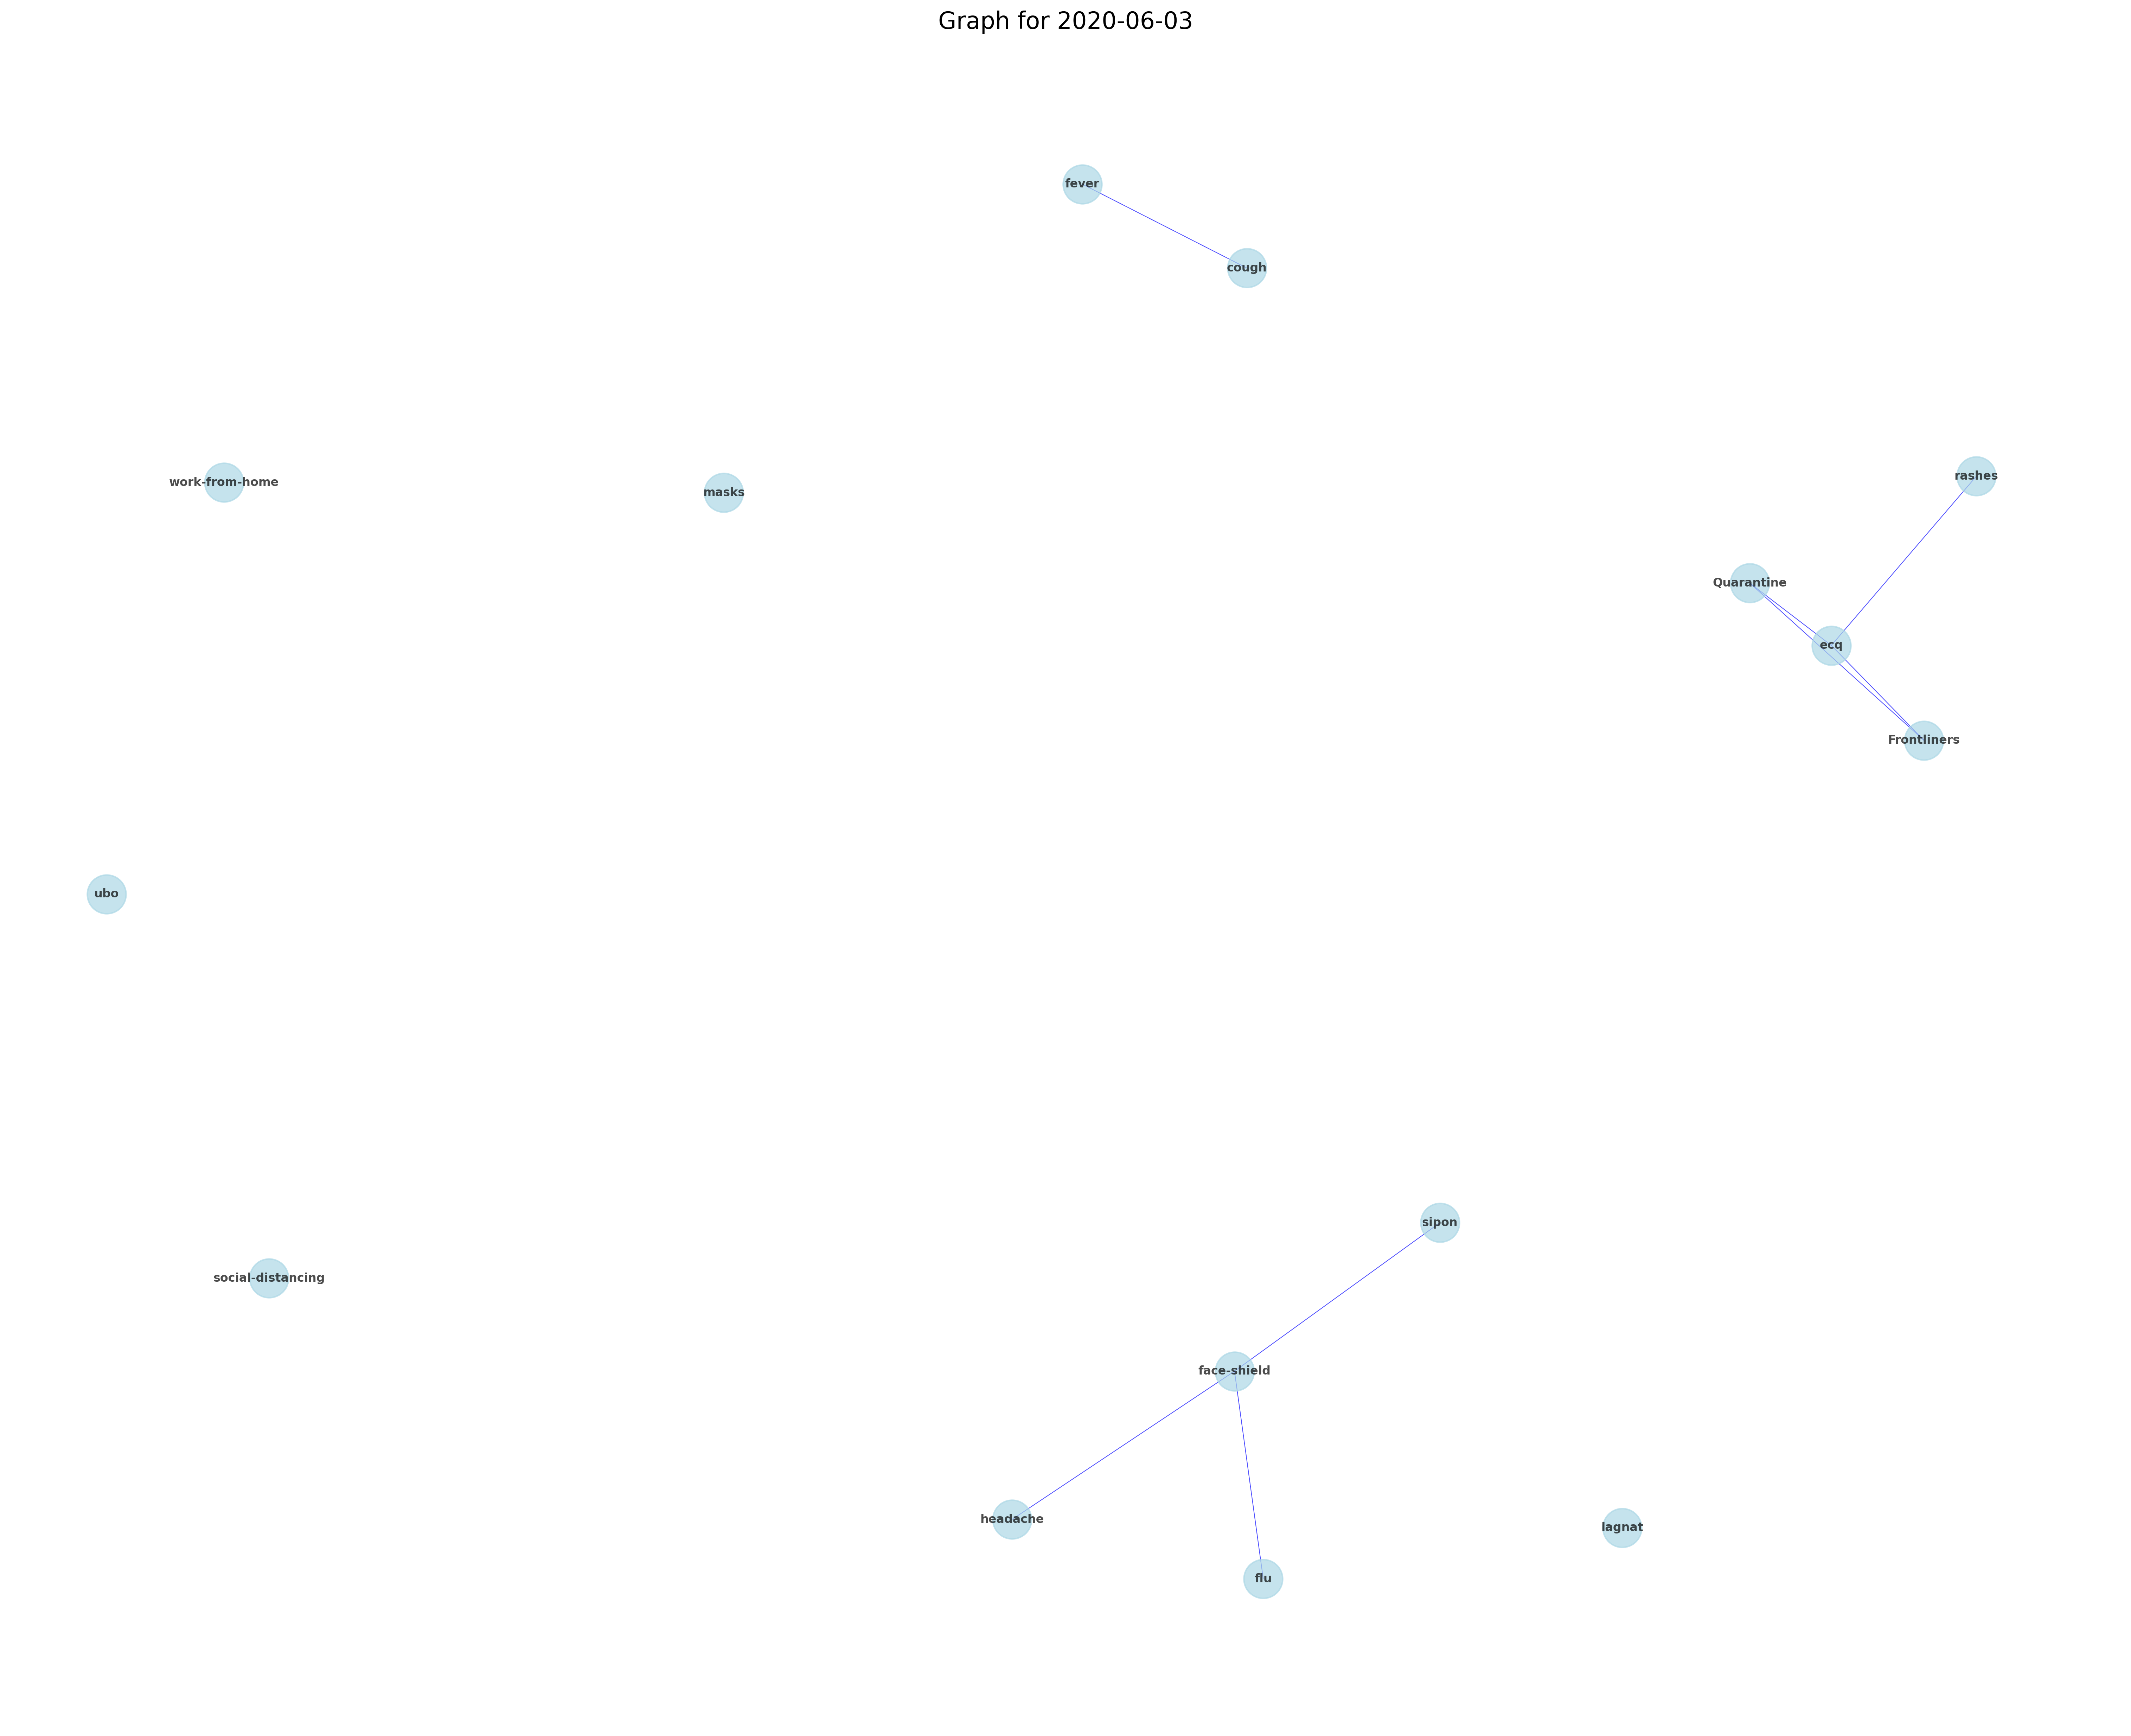 Graph for 2020-06-03
fever
cough
rashes
work-from-home
masks
Quarantine
ecq
Frontliners
ubo
sipon
social-distancing
face-shield
headache
lagnat
flu